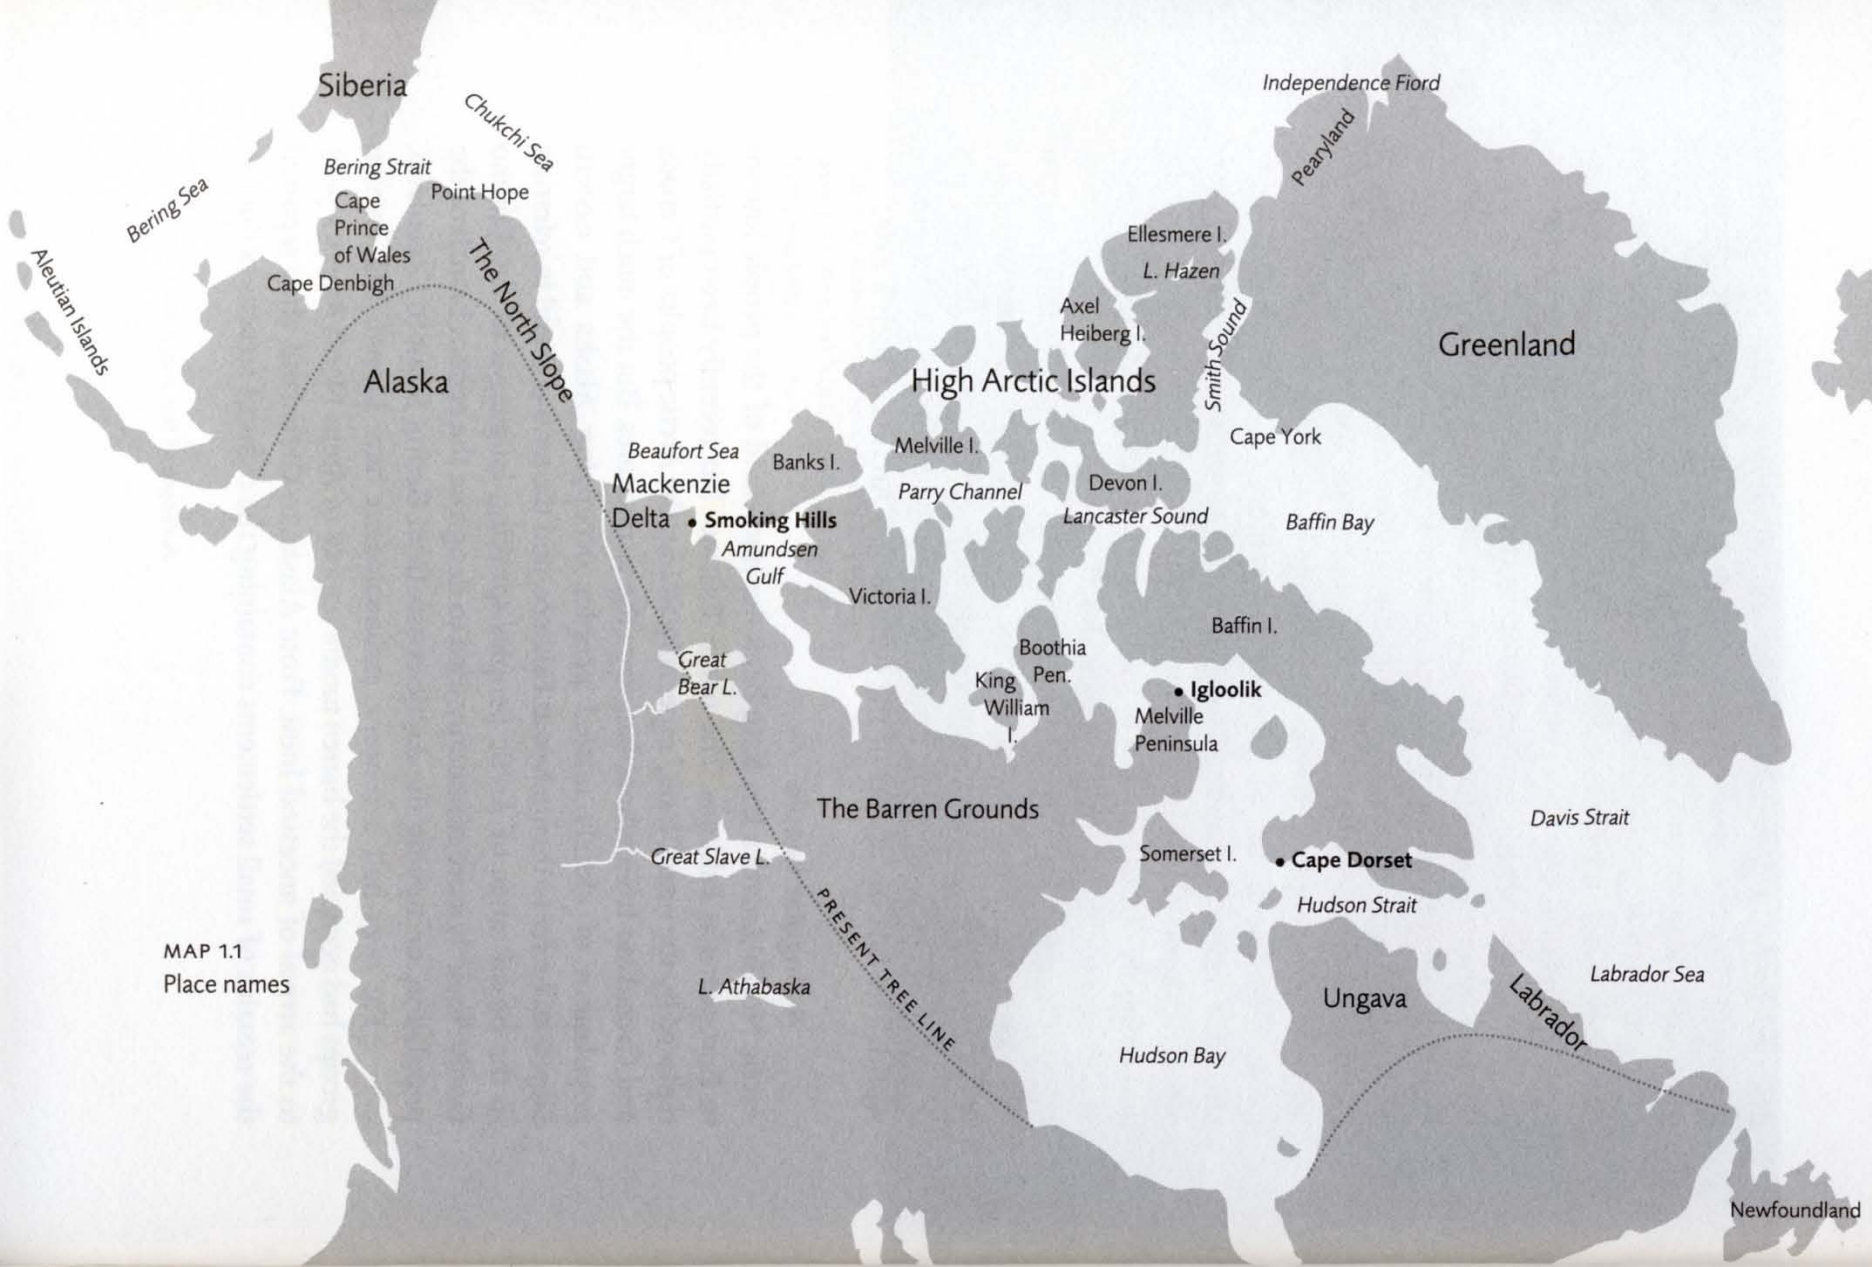 Siberia
Chukchi Sea
Independence Fiord
Pearyland
Bering Strait
Point Hope
Bering Sea
Cape
Prince
of Wales
Cape Denbigh
The North Slope
Aleutian Islands
Alaska
Ellesmere I.
L. Hazen
Axel
Heiberg I.
Smith Sound
Greenland
High Arctic Islands
Cape York
Beaufort Sea
Mackenzie
Delta
Smoking Hills
Banks I.
Melville I.
Parry Channel
Devon I.
Lancaster Sound
Baffin Bay
Amundsen
Gulf
Victoria I.
Baffin I.
Great
Bear L.
Boothia
Pen.
King
William
I.
Igloolik
Melville
Peninsula
The Barren Grounds
Davis Strait
Great Slave L.
Somerset I.
Cape Dorset
Hudson Strait
PRESENT TREE LINE
MAP 1.1
Place names
L. Athabaska
Ungava
Labrador
Labrador Sea
Hudson Bay
Newfoundland